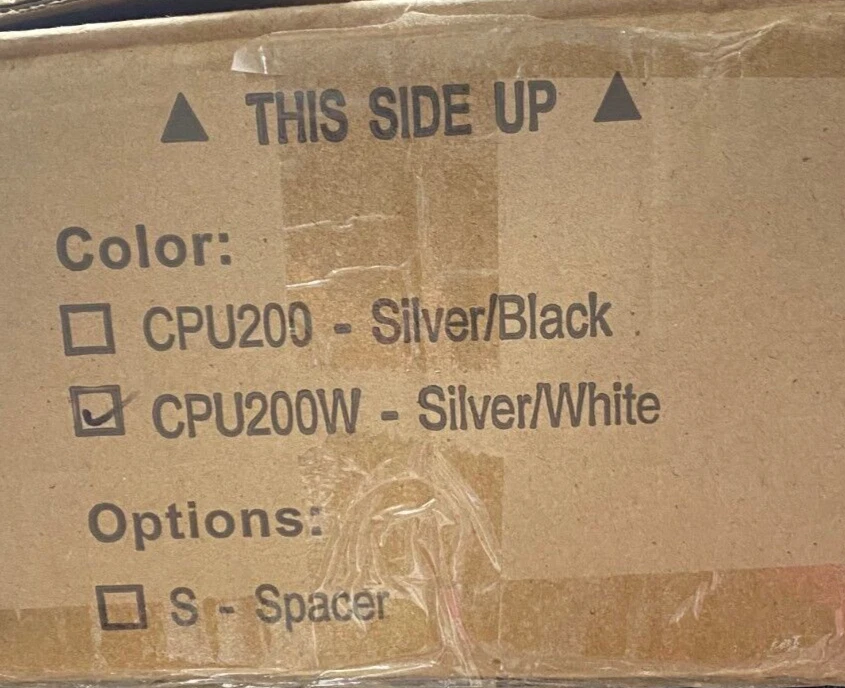 ▲ THIS SIDE UP ▲
Color:
☐ CPU200 - Silver/Black
☑ CPU200W - Silver/White
Options:
☐ S - Spacer